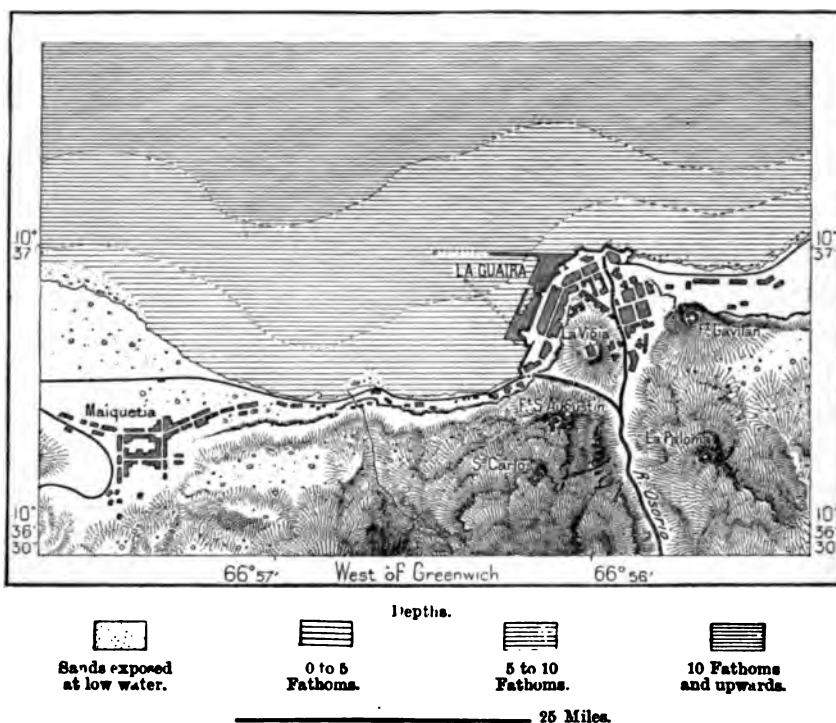 10°
37'
10°
37'
LA GUAIRA
La Vigia
Ft. Gavilan
Maiquetia
Ft. S. Augustin
La Paloma
S. Carlo
R. Osorio
10°
36'
30
10°
36'
30
66°57' West of Greenwich 66°56'
Depths.
Sands exposed
at low water.
0 to 5
Fathoms.
5 to 10
Fathoms.
10 Fathoms
and upwards.
25 Miles.